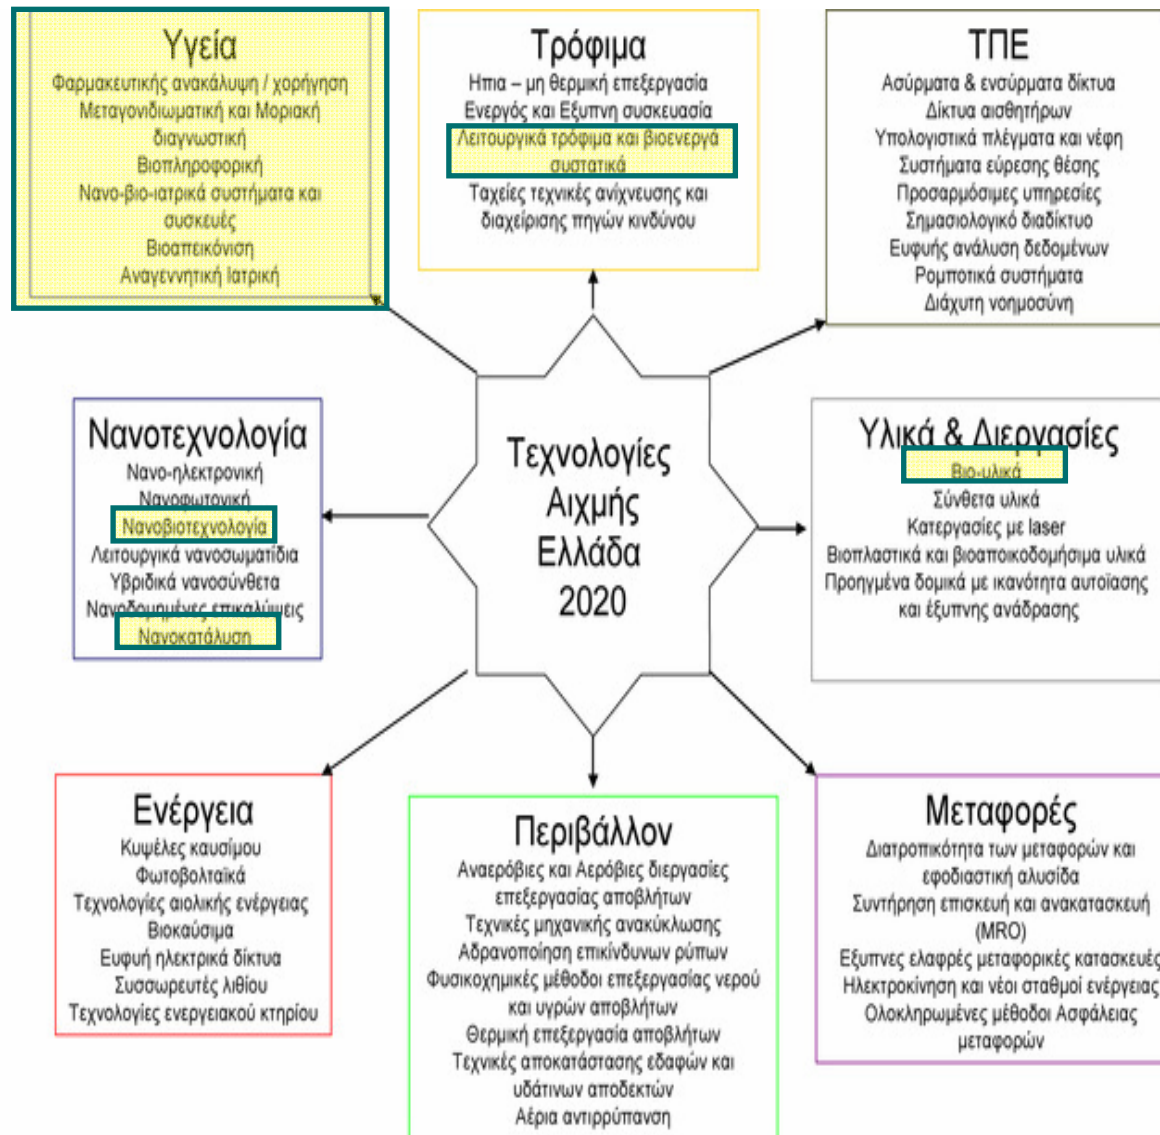 Υγεία
Φαρμακευτικής ανακάλυψη / χορήγηση
Μεταγονιδιωματική και Μοριακή
διαγνωστική
Βιοπληροφορική
Νανο-βιο-ιατρικά συστήματα και
συσκευές
Βιοαπεικόνιση
Αναγεννητική Ιατρική
Τρόφιμα
Ηπια – μη θερμική επεξεργασία
Ενεργός και Εξυπνη συσκευασία
Λειτουργικά τρόφιμα και βιοενεργά
συστατικά
Ταχείες τεχνικές ανίχνευσης και
διαχείρισης πηγών κινδύνου
ΤΠΕ
Ασύρματα & ενσύρματα δίκτυα
Δίκτυα αισθητήρων
Υπολογιστικά πλέγματα και νέφη
Συστήματα εύρεσης θέσης
Προσαρμόσιμες υπηρεσίες
Σημασιολογικό διαδίκτυο
Ευφυής ανάλυση δεδομένων
Ρομποτικά συστήματα
Διάχυτη νοημοσύνη
Νανοτεχνολογία
Νανο-ηλεκτρονική
Νανοφωτονική
Νανοβιοτεχνολογία
Λειτουργικά νανοσωματίδια
Υβριδικά νανοσύνθετα
Νανοδομημένες επικαλύψεις
Νανοκατάλυση
Τεχνολογίες
Αιχμής
Ελλάδα
2020
Υλικά & Διεργασίες
Βιο-υλικά
Σύνθετα υλικά
Κατεργασίες με laser
Βιοπλαστικά και βιοαποικοδομήσιμα υλικά
Προηγμένα δομικά με ικανότητα αυτοΐασης
και έξυπνης ανάδρασης
Ενέργεια
Κυψέλες καυσίμου
Φωτοβολταϊκά
Τεχνολογίες αιολικής ενέργειας
Βιοκαύσιμα
Ευφυή ηλεκτρικά δίκτυα
Συσσωρευτές λιθίου
Τεχνολογίες ενεργειακού κτηρίου
Περιβάλλον
Αναερόβιες και Αερόβιες διεργασίες
επεξεργασίας αποβλήτων
Τεχνικές μηχανικής ανακύκλωσης
Αδρανοποίηση επικίνδυνων ρύπων
Φυσικοχημικές μέθοδοι επεξεργασίας νερού
και υγρών αποβλήτων
Θερμική επεξεργασία αποβλήτων
Τεχνικές αποκατάστασης εδαφών και
υδάτινων αποδεκτών
Αέρια αντιρρύπανση
Μεταφορές
Διατροπικότητα των μεταφορών και
εφοδιαστική αλυσίδα
Συντήρηση επισκευή και ανακατασκευή
(MRO)
Εξυπνες ελαφρές μεταφορικές κατασκευές
Ηλεκτροκίνηση και νέοι σταθμοί ενέργειας
Ολοκληρωμένες μέθοδοι Ασφάλειας
μεταφορών